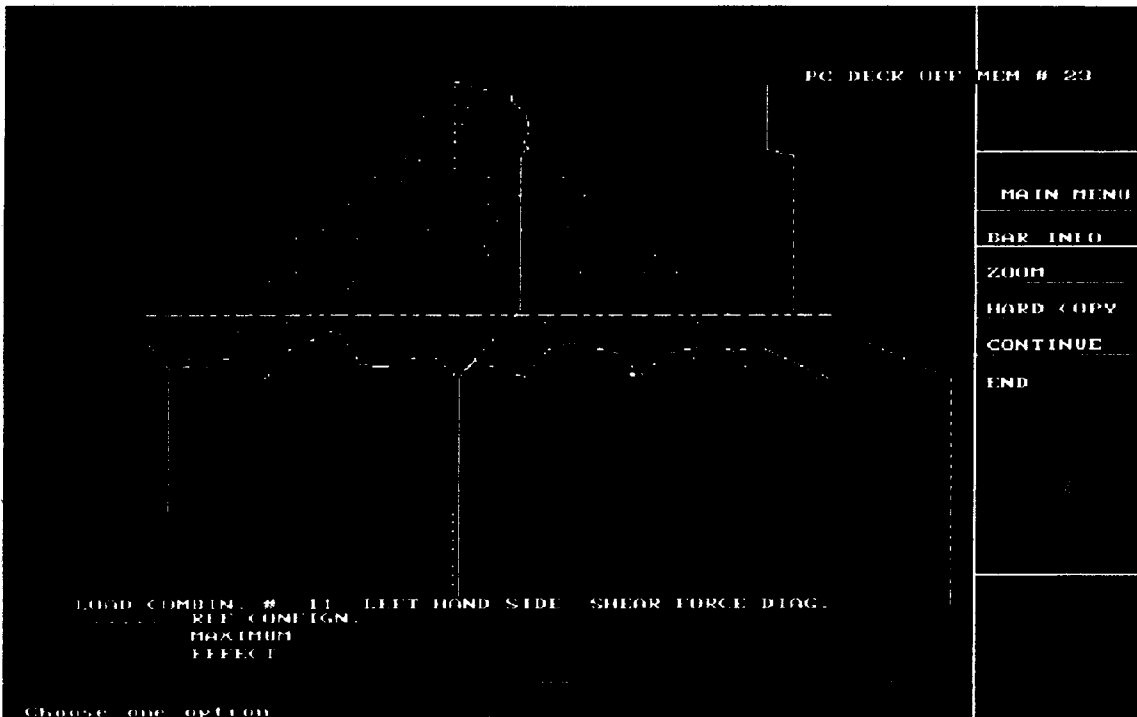 PC DECK OFF MEM # 23
MAIN MENU
BAR INFO
ZOOM
HARD COPY
CONTINUE
END
LOAD COMBIN. # 11 LEFT HAND SIDE SHEAR FORCE DIAG.
REF CONFIGN.
MAXIMUM
EFFECT
Choose one option